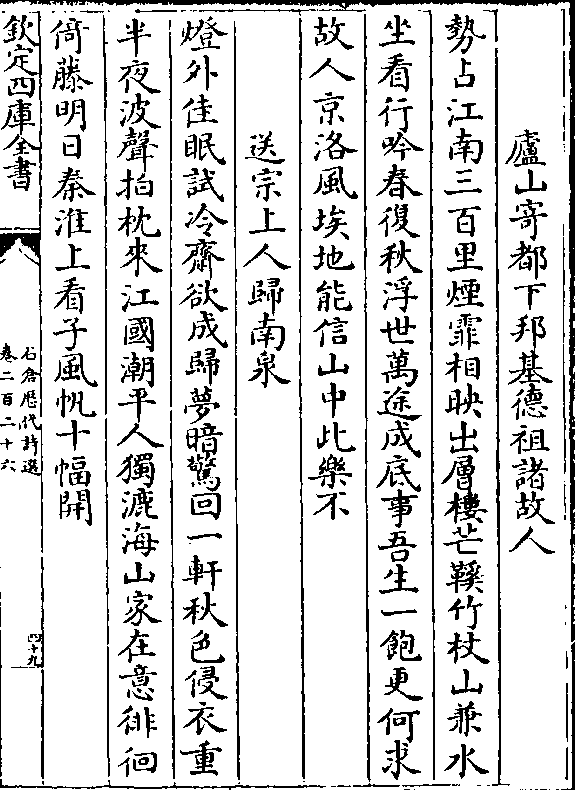 廬山寄都下邦基德祖諸故人
勢占江南三百里煙霏相映出層樓芒鞵竹杖山兼水
坐看行吟春復秋浮世萬途成底事吾生一飽更何求
故人京洛風埃地能信山中此樂不
送宗上人歸南泉
燈外佳眠試冷齋欲成歸夢暗驚回一軒秋色侵衣重
半夜波聲拍枕來江國潮平人獨漉海山家在意徘徊
倚藤明日秦淮上看子風帆十幅開
欽定四庫全書
石倉歷代詩選
卷二百二十六
四十九